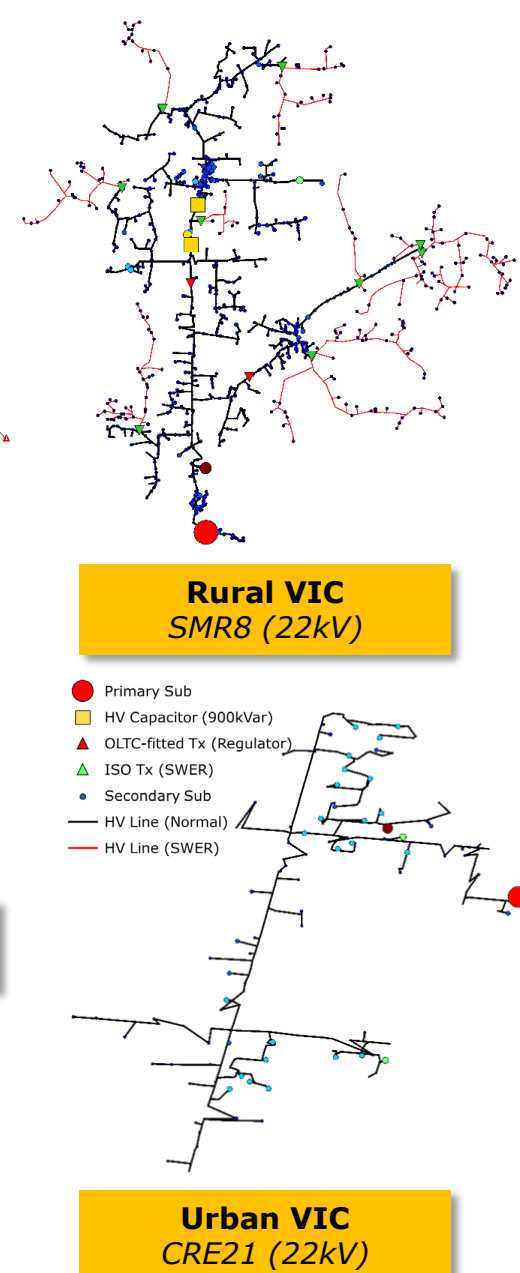 Rural VIC
SMR8 (22kV)
Primary Sub
HV Capacitor (900kVar)
OLTC-fitted Tx (Regulator)
ISO Tx (SWER)
Secondary Sub
HV Line (Normal)
HV Line (SWER)
Urban VIC
CRE21 (22kV)